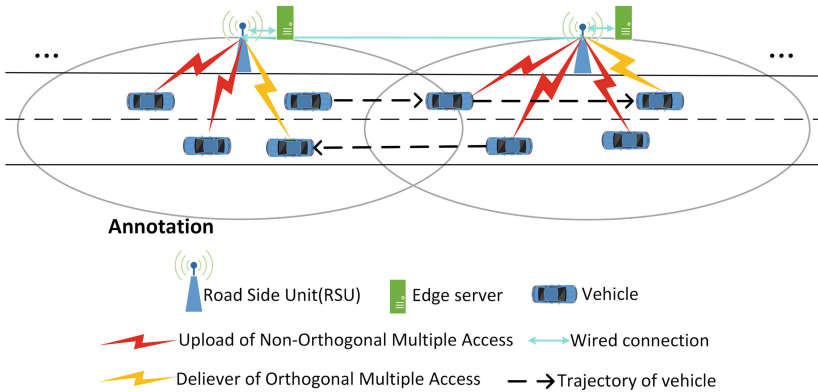 ... ...
Annotation
Road Side Unit(RSU) Edge server Vehicle
Upload of Non-Orthogonal Multiple Access Wired connection
Deliever of Orthogonal Multiple Access Trajectory of vehicle